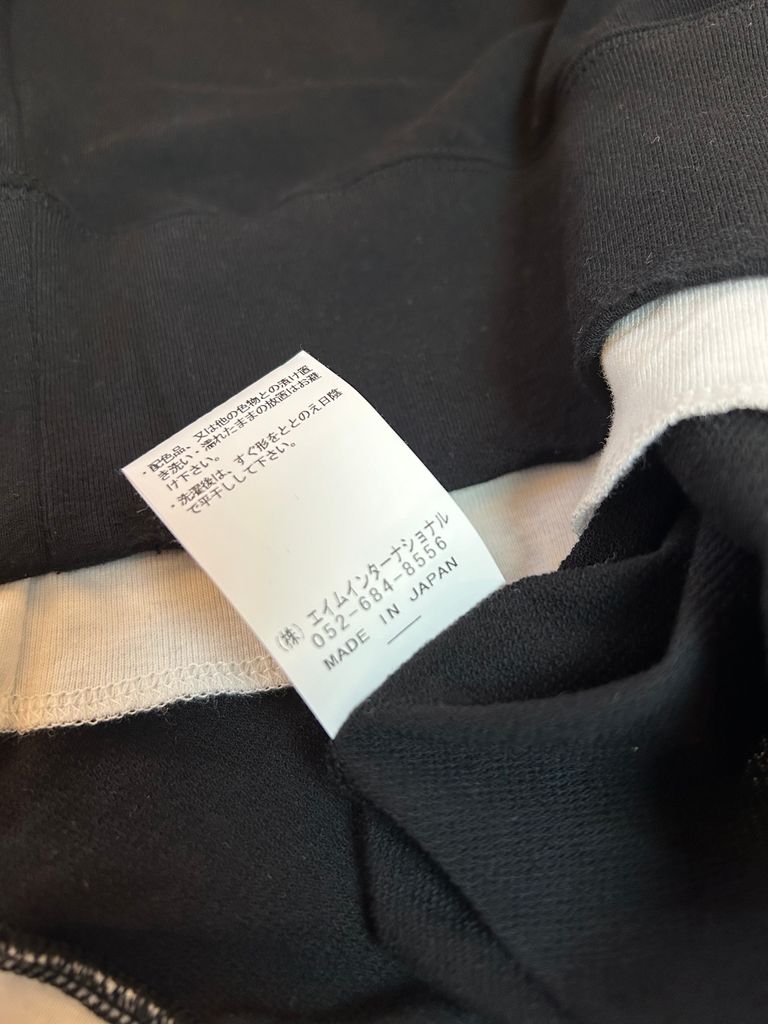 ・配色品、又は他の色物との漬け置
き洗い・濡れたままの放置はお避
け下さい。
・洗濯後は、すぐ形をととのえ日陰
で平干しして下さい。
(株)エイムインターナショナル
052-684-8556
MADE IN JAPAN